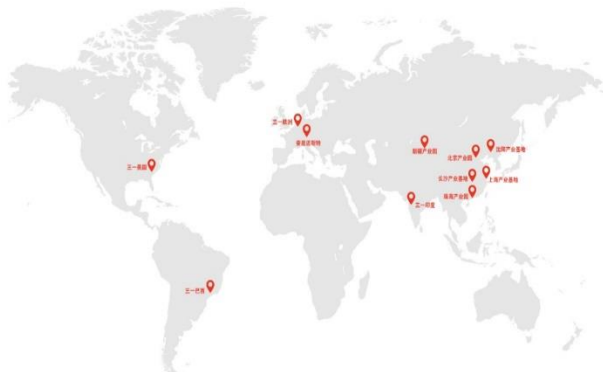 三一欧洲
普茨迈斯特
新疆产业园
北京产业园
沈阳产业基地
三一美国
长沙产业基地
上海产业基地
珠海产业园
三一印度
三一巴西